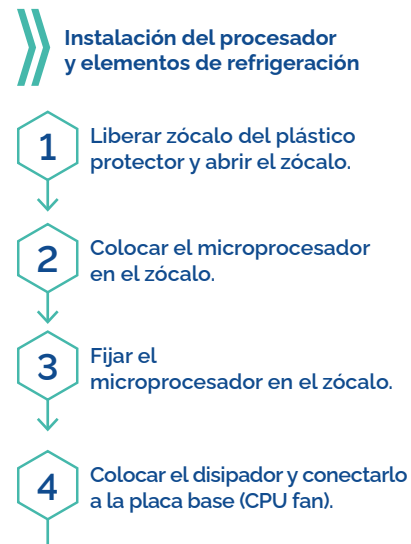 Instalación del procesador
y elementos de refrigeración
1
Liberar zócalo del plástico
protector y abrir el zócalo.
2
Colocar el microprocesador
en el zócalo.
3
Fijar el
microprocesador en el zócalo.
4
Colocar el disipador y conectarlo
a la placa base (CPU fan).